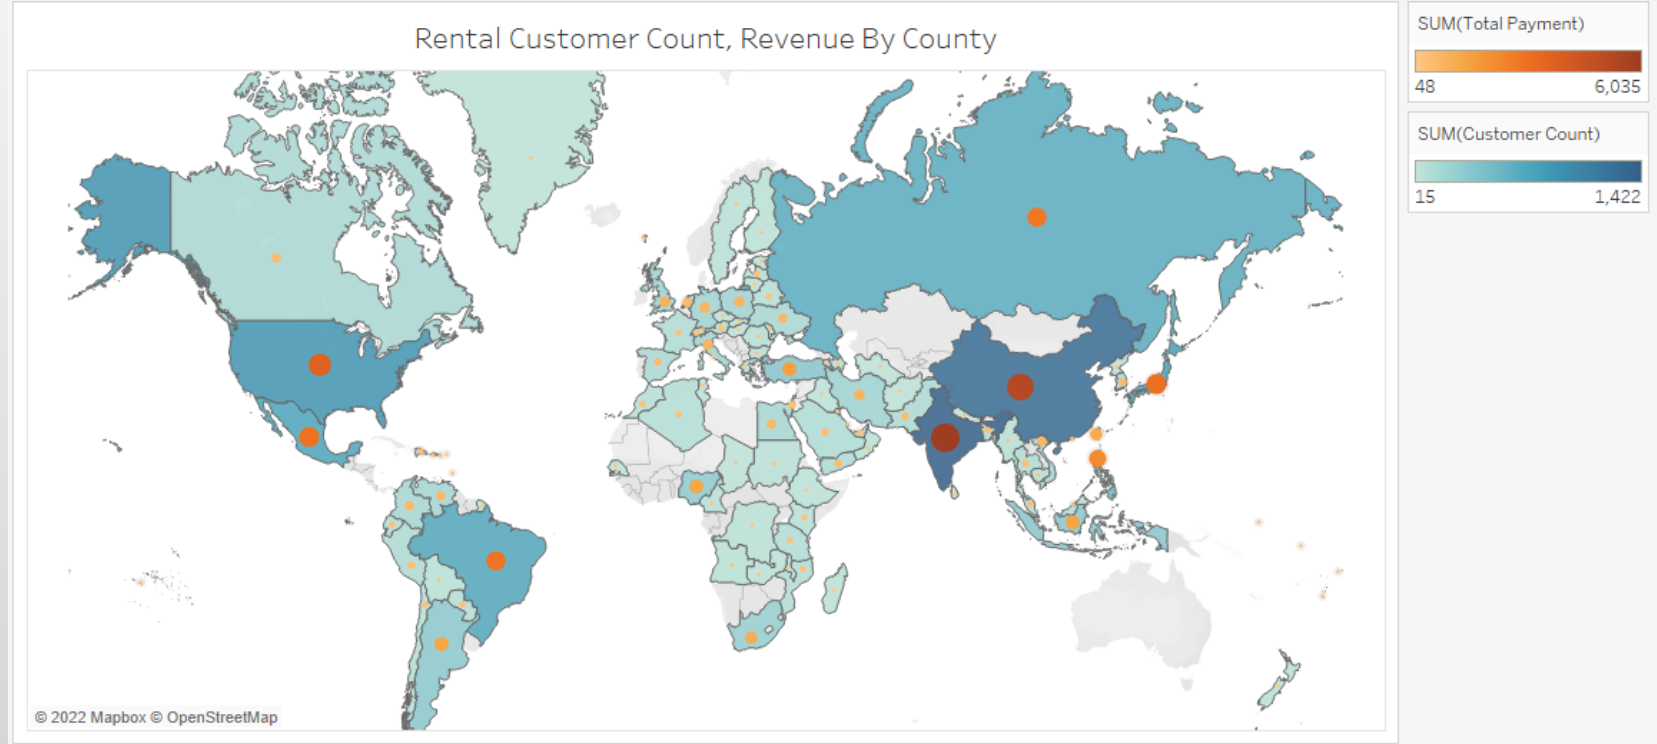 Rental Customer Count, Revenue By County
SUM(Total Payment)
48 6,035
SUM(Customer Count)
15 1,422
© 2022 Mapbox © OpenStreetMap